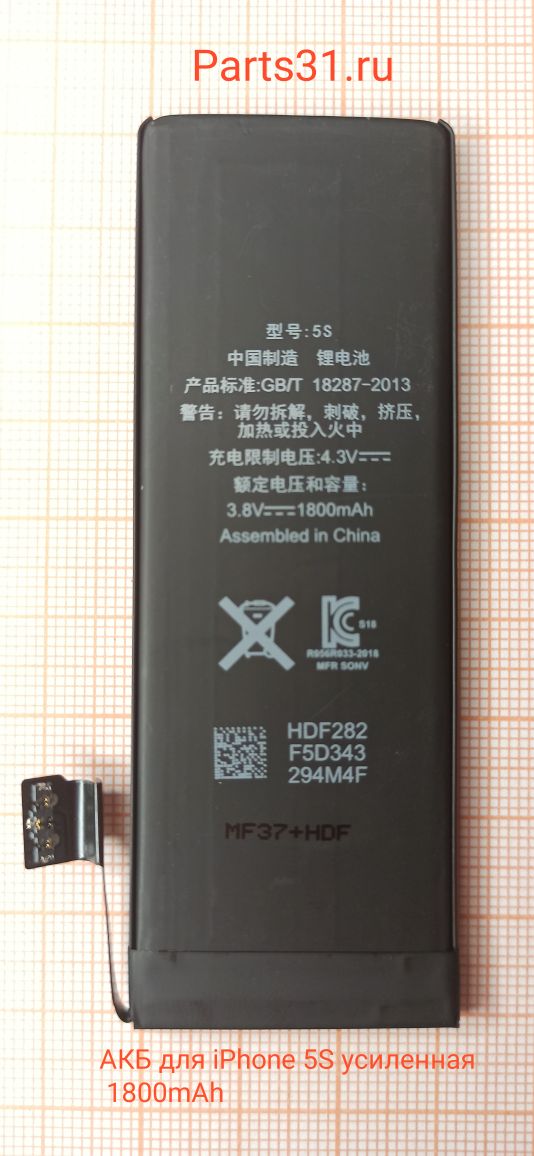 Parts31.ru
型号:5S
中国制造 锂电池
产品标准:GB/T 18287-2013
警告：请勿拆解，刺破，挤压，
加热或投入火中
充电限制电压:4.3V⎓
额定电压和容量：
3.8V⎓1800mAh
Assembled in China
S18
R956R933-2018
MFR SONV
HDF282
F5D343
294M4F
MF37+HDF
АКБ для iPhone 5S усиленная
1800mAh